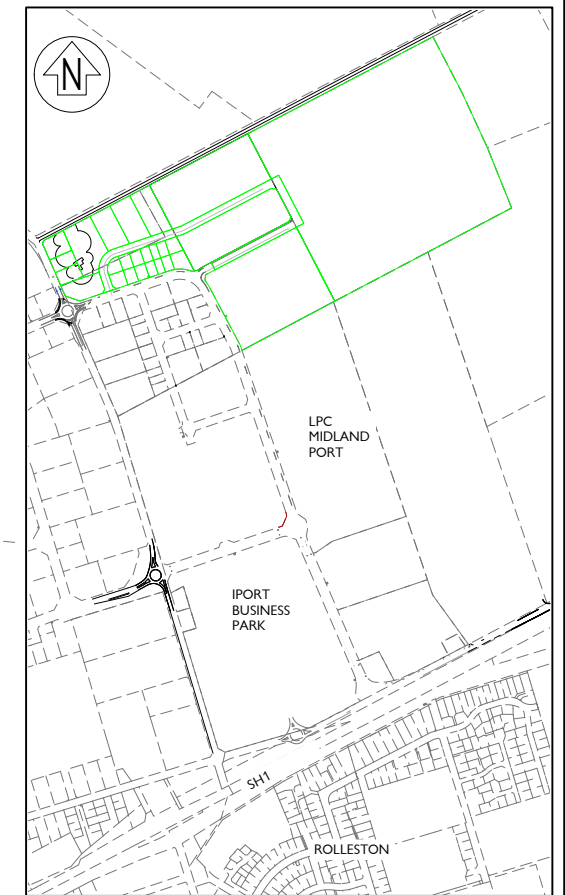 N
LPC
MIDLAND
PORT
IPORT
BUSINESS
PARK
SH1
ROLLESTON